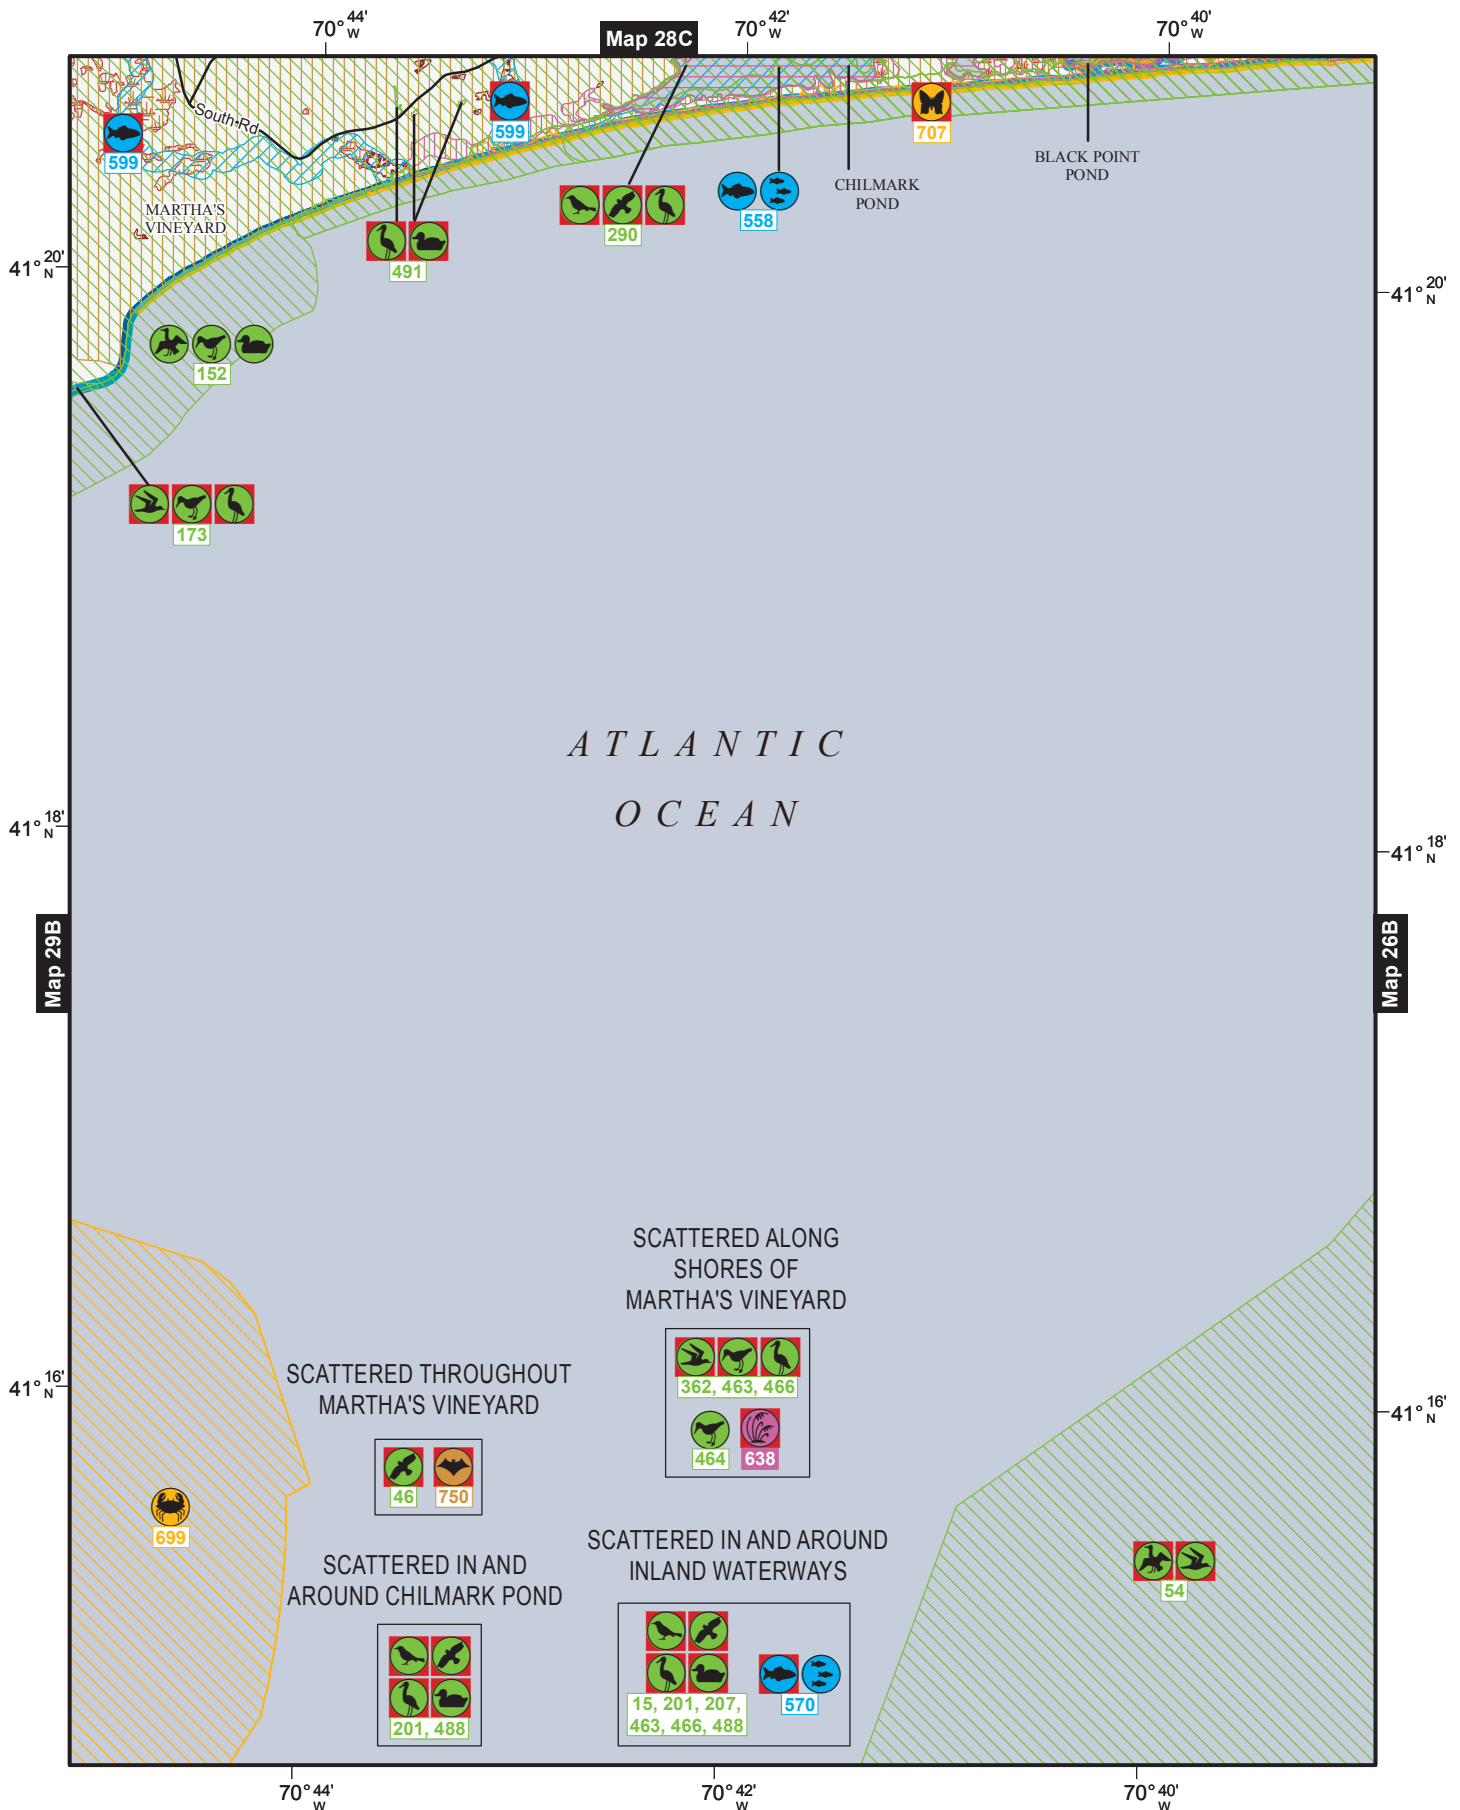 70° 44' W
70° 42' W
70° 40' W
Map 28C
South Rd
599
599
707
BLACK POINT
POND
CHILMARK
POND
558
290
MARTHA'S
VINEYARD
491
41° 20' N
41° 20' N
152
173
ATLANTIC
OCEAN
41° 18' N
41° 18' N
Map 29B
Map 26B
SCATTERED ALONG
SHORES OF
MARTHA'S VINEYARD
362, 463, 466
464
638
SCATTERED THROUGHOUT
MARTHA'S VINEYARD
46
750
41° 16' N
41° 16' N
699
SCATTERED IN AND
AROUND CHILMARK POND
201, 488
SCATTERED IN AND AROUND
INLAND WATERWAYS
15, 201, 207,
463, 466, 488
570
54
70° 44' W
70° 42' W
70° 40' W